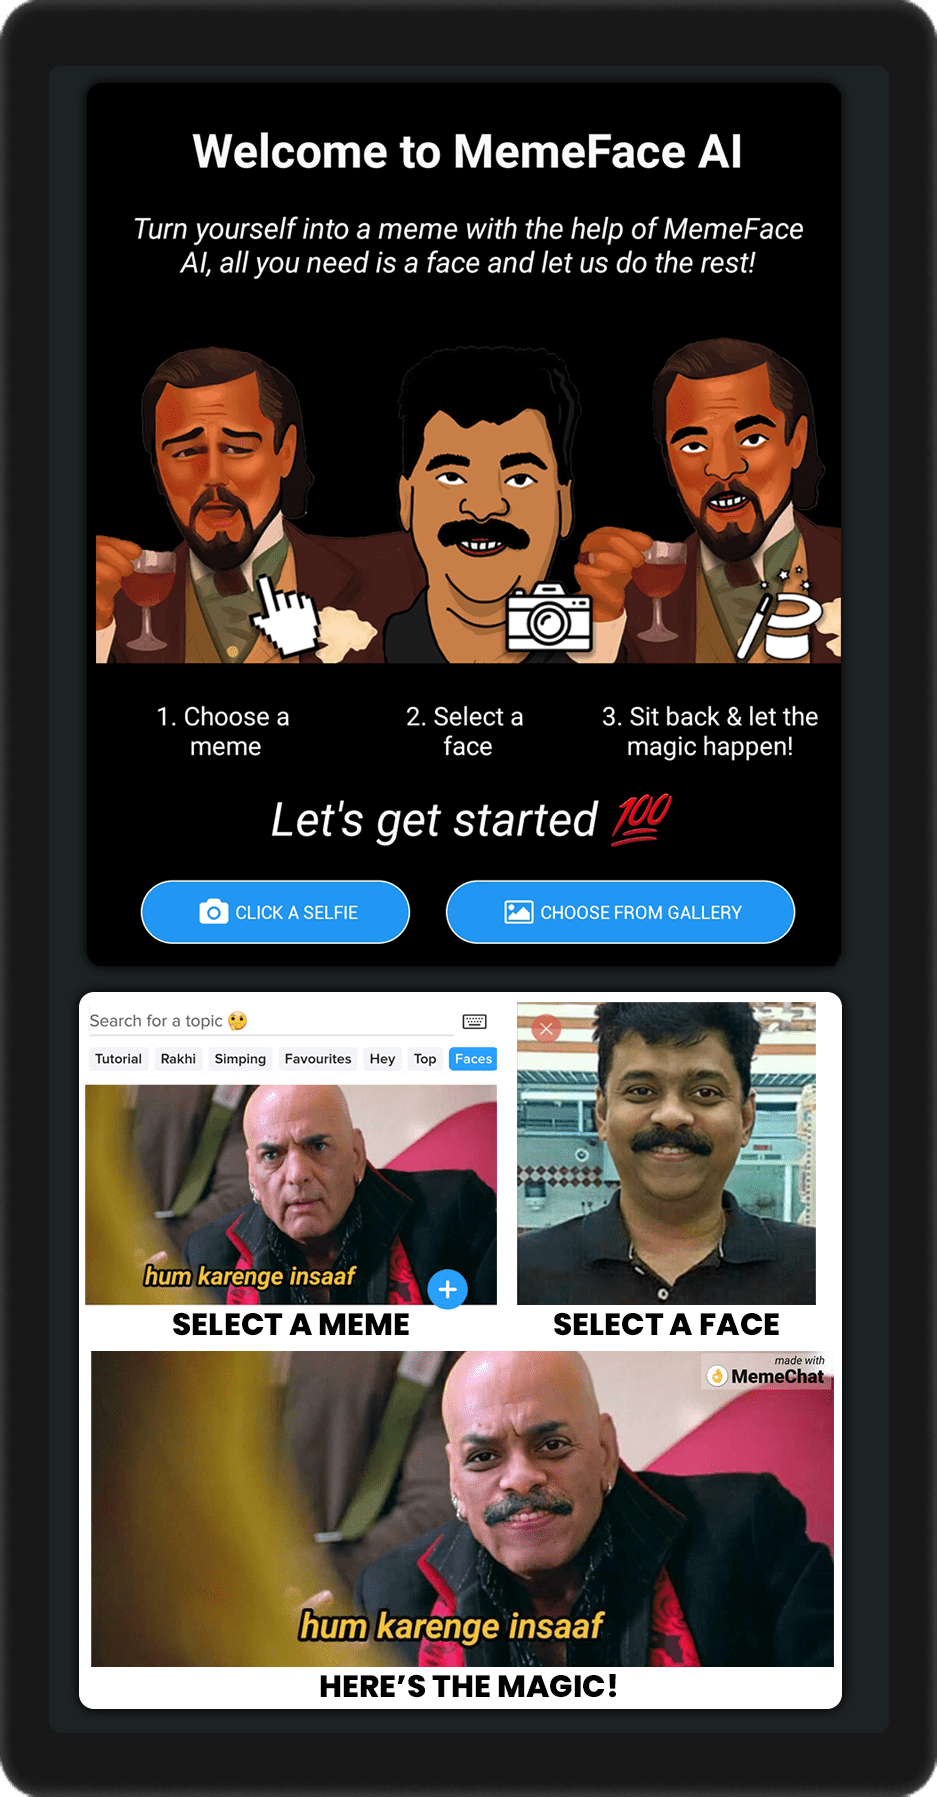 Welcome to MemeFace AI
Turn yourself into a meme with the help of MemeFace
AI, all you need is a face and let us do the rest!
1. Choose a
meme
2. Select a
face
3. Sit back & let the
magic happen!
Let's get started 💯
CLICK A SELFIE
CHOOSE FROM GALLERY
Search for a topic 🤔
Tutorial Rakhi Simping Favourites Hey Top Faces
hum karenge insaaf
SELECT A MEME
SELECT A FACE
made with
MemeChat
hum karenge insaaf
HERE'S THE MAGIC!